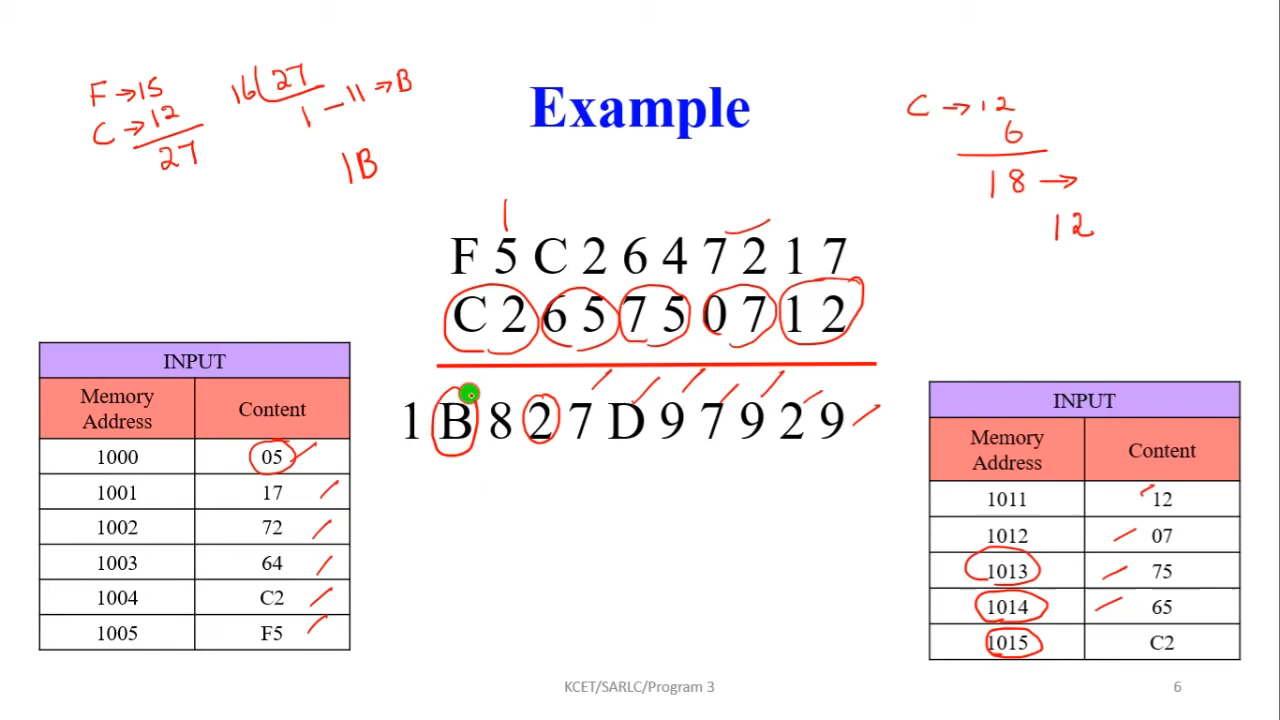 F → 15
C → 12
27
16 27
1 – 11 ⇒ B
1B
Example
C → 12
6
18 →
12
1
F 5 C 2 6 4 7 2 1 7
C 2 6 5 7 5 0 7 1 2
1 B 8 2 7 D 9 7 9 2 9
INPUT
Memory Address Content
1000 05
1001 17
1002 72
1003 64
1004 C2
1005 F5
INPUT
Memory Address Content
1011 12
1012 07
1013 75
1014 65
1015 C2
KCET/SARLC/Program 3
6